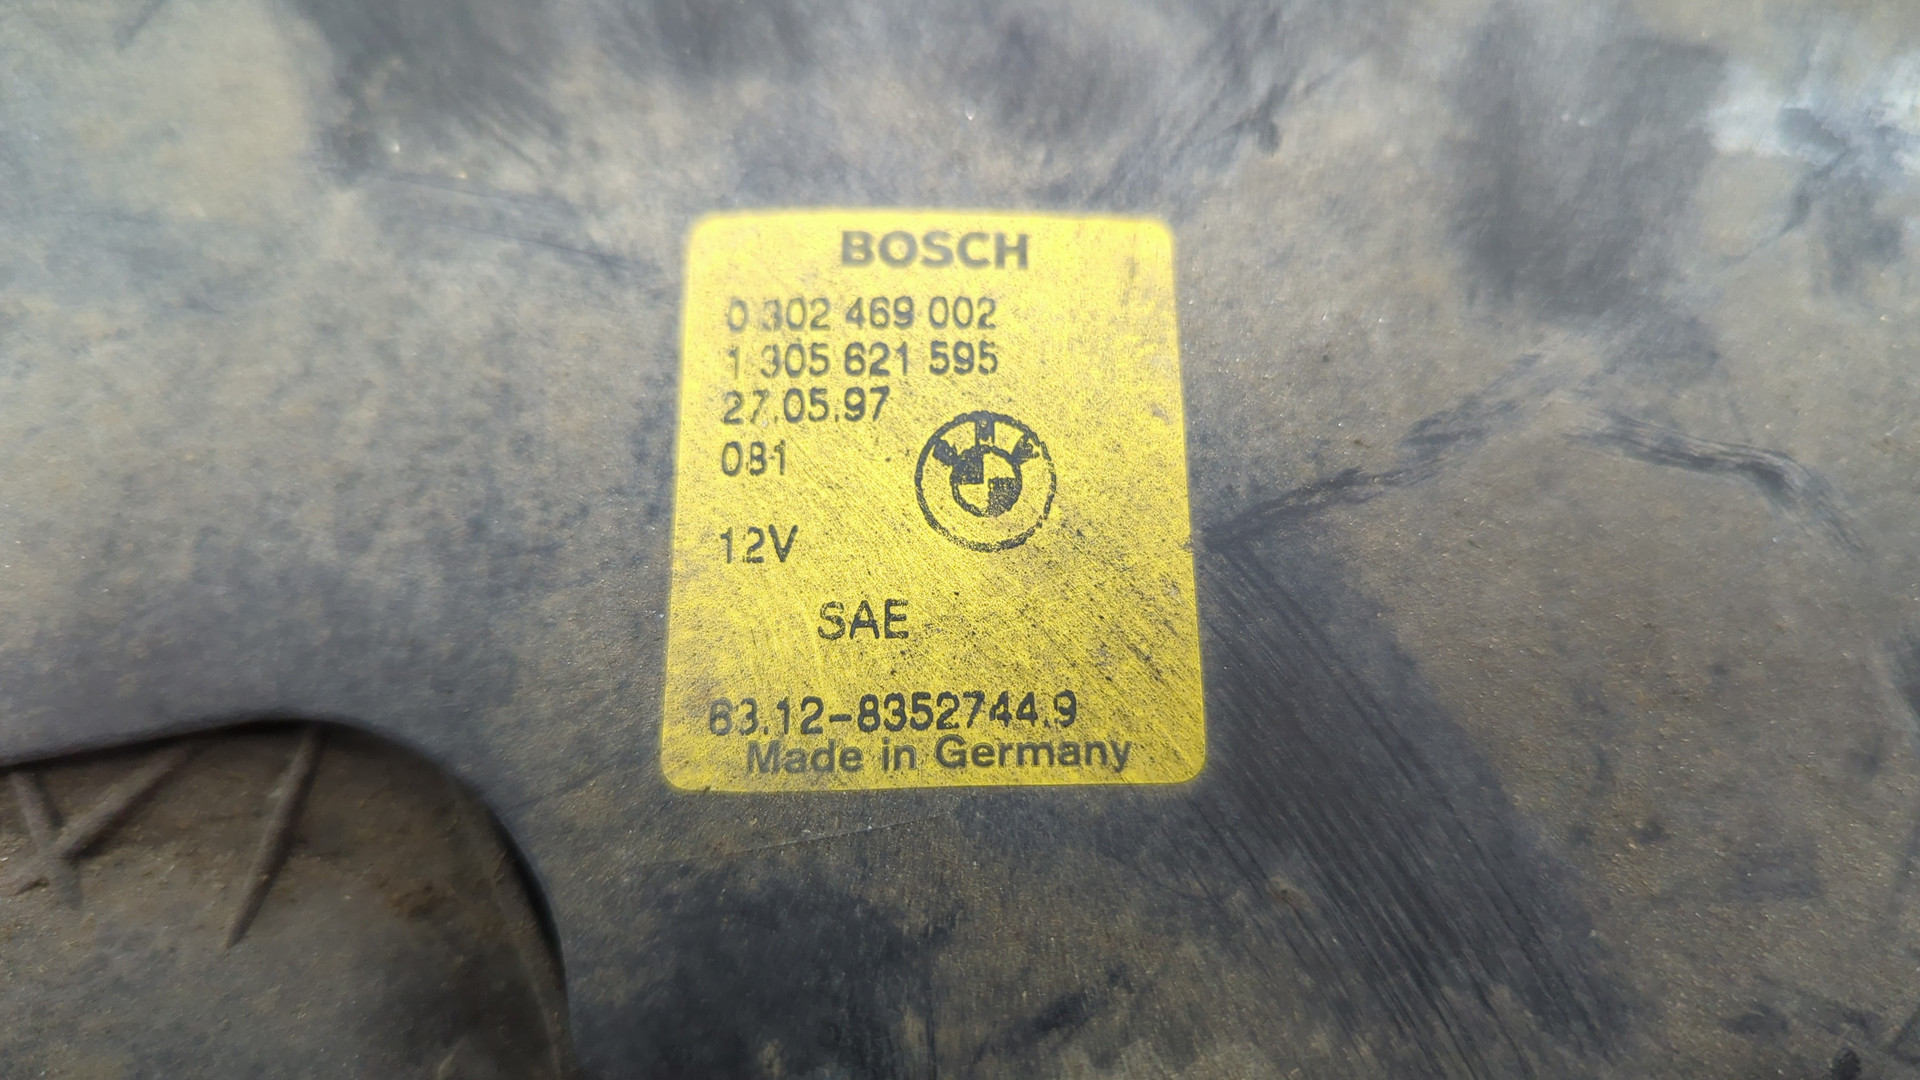 BOSCH
0 302 469 002
1 305 621 595
27.05.97
081
BMW
12V
SAE
63.12-8352744.9
Made in Germany